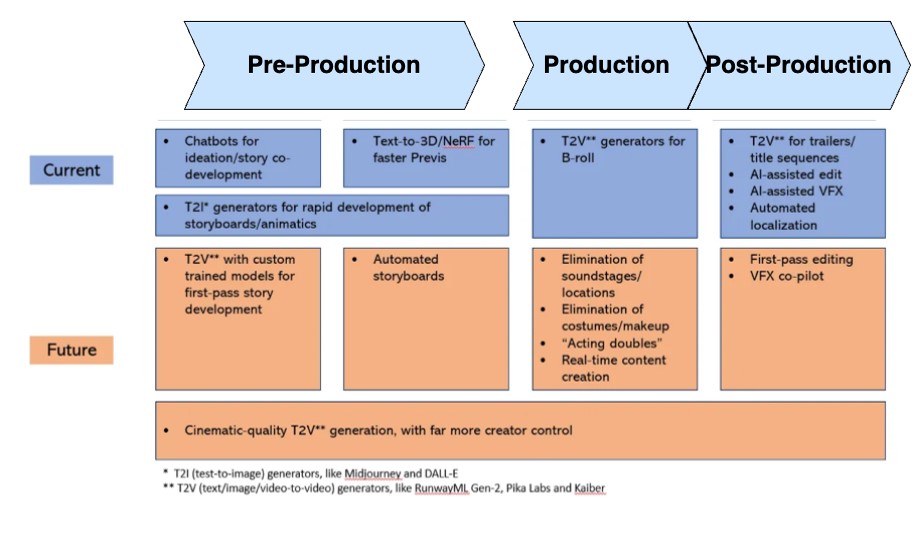 Pre-Production
Production
Post-Production
Current
• Chatbots for
ideation/story co-
development
• Text-to-3D/NeRF for
faster Previs
• T2I* generators for rapid development of
storyboards/animatics
• T2V** generators for
B-roll
• T2V** for trailers/
title sequences
• AI-assisted edit
• AI-assisted VFX
• Automated
localization
Future
• T2V** with custom
trained models for
first-pass story
development
• Automated
storyboards
• Elimination of
soundstages/
locations
• Elimination of
costumes/makeup
• “Acting doubles”
• Real-time content
creation
• First-pass editing
• VFX co-pilot
• Cinematic-quality T2V** generation, with far more creator control
* T2I (test-to-image) generators, like Midjourney and DALL-E
** T2V (text/image/video-to-video) generators, like RunwayML Gen-2, Pika Labs and Kaiber